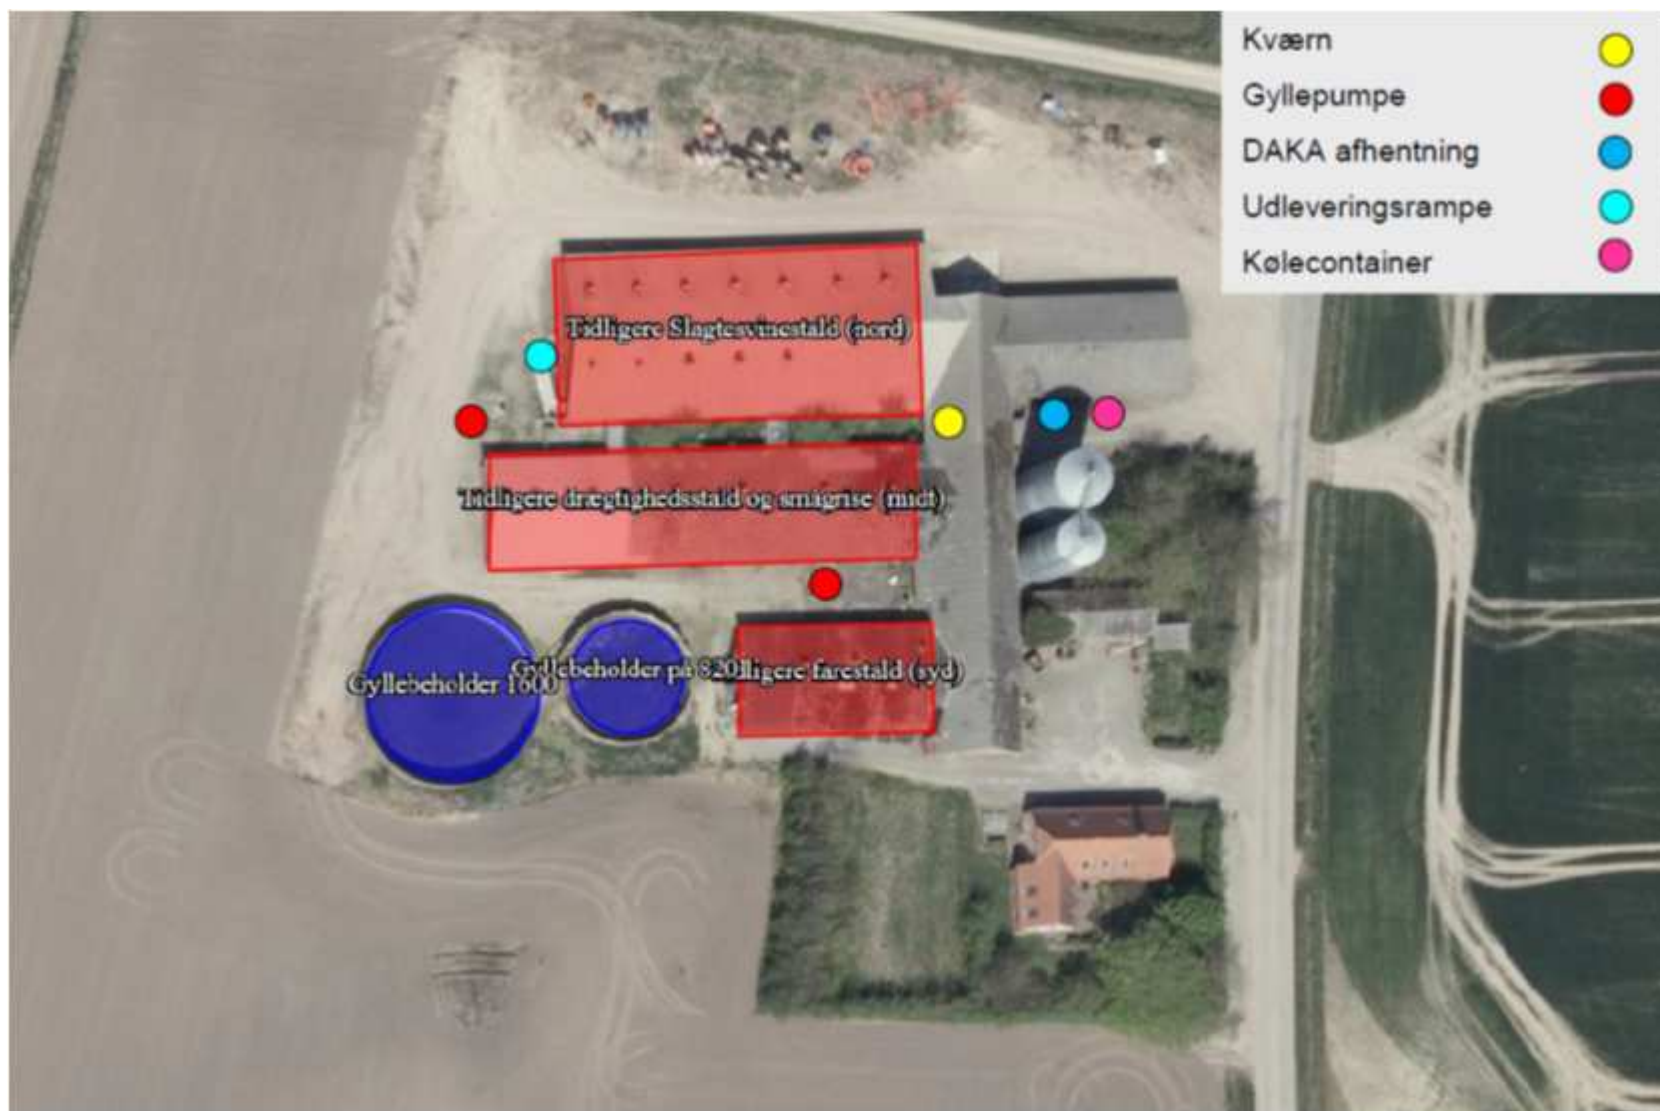 Kværn
Gyllepumpe
DAKA afhentning
Udleveringsrampe
Kølecontainer
Tidligere Slagtesvinestald (nord)
Tidligere drægtighedsstald og smågrise (midt)
Gyllebeholder 1600
Gyllebeholder på 820
lligere farestald (syd)